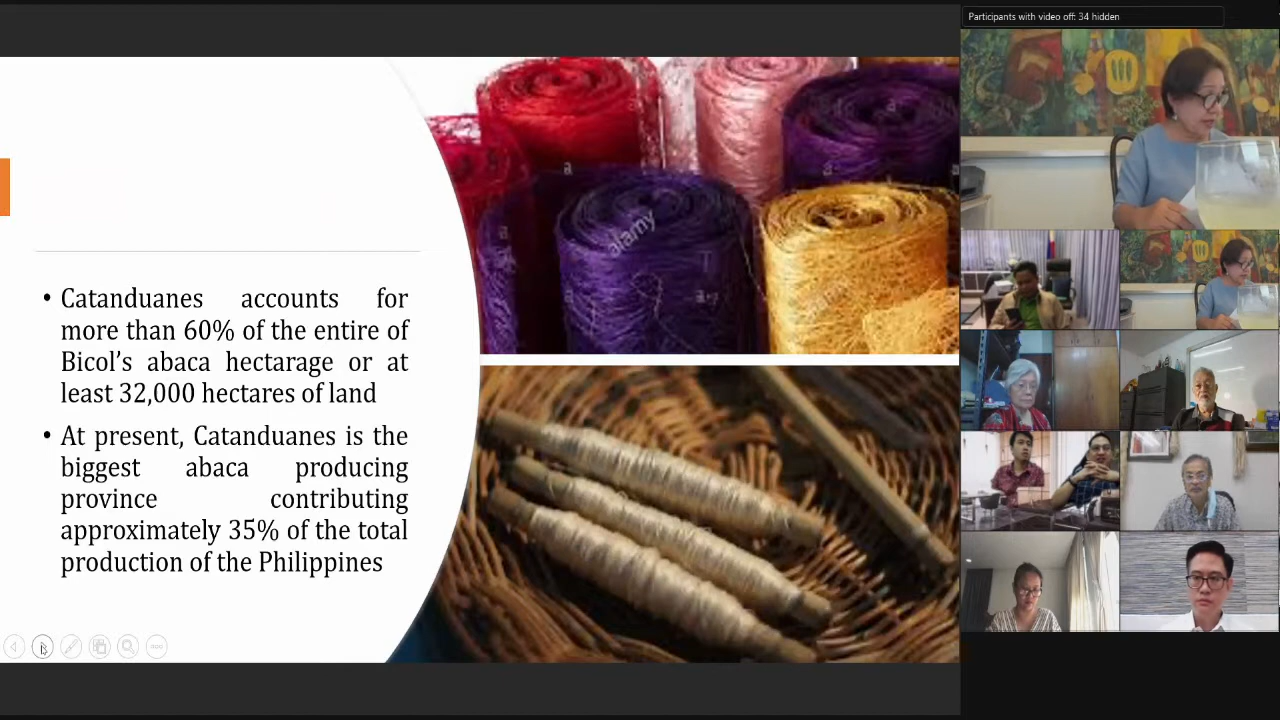 Participants with video off: 34 hidden
• Catanduanes accounts for
more than 60% of the entire of
Bicol’s abaca hectarage or at
least 32,000 hectares of land
• At present, Catanduanes is the
biggest abaca producing
province contributing
approximately 35% of the total
production of the Philippines
a
a
alamy
a
a